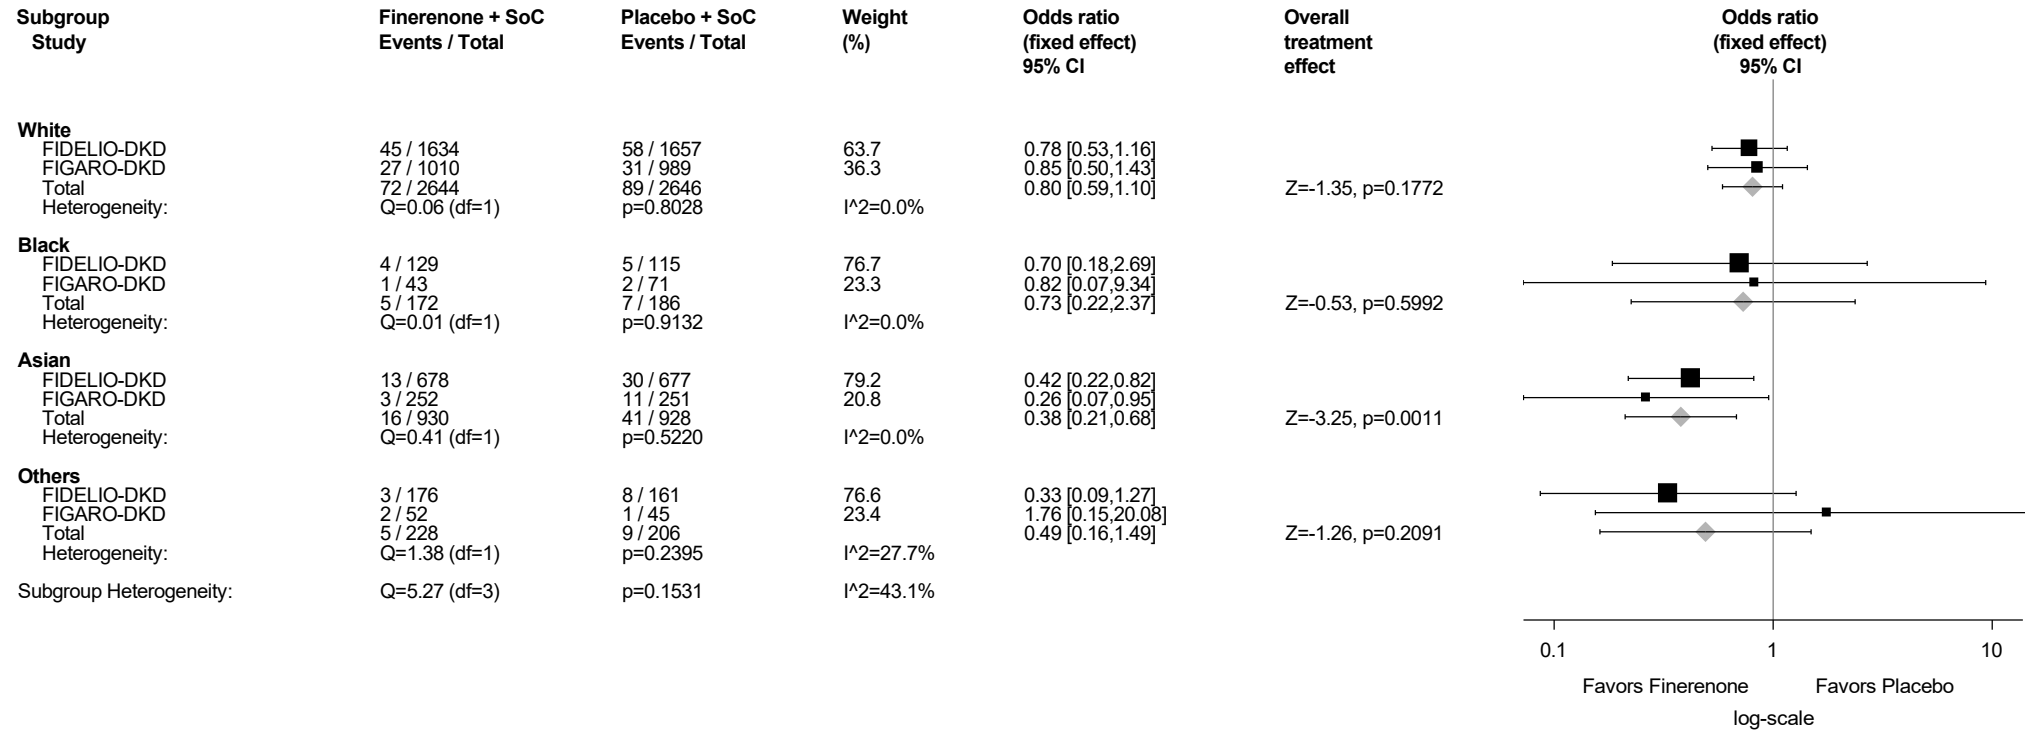 Subgroup Finerenone + SoC Placebo + SoC Weight Odds ratio Overall Odds ratio
Study Events / Total Events / Total (%) (fixed effect) treatment (fixed effect)
95% CI effect 95% CI
White
FIDELIO-DKD 45 / 1634 58 / 1657 63.7 0.78 [0.53,1.16]
FIGARO-DKD 27 / 1010 31 / 989 36.3 0.85 [0.50,1.43]
Total 72 / 2644 89 / 2646 0.80 [0.59,1.10] Z=-1.35, p=0.1772
Heterogeneity: Q=0.06 (df=1) p=0.8028 I^2=0.0%
Black
FIDELIO-DKD 4 / 129 5 / 115 76.7 0.70 [0.18,2.69]
FIGARO-DKD 1 / 43 2 / 71 23.3 0.82 [0.07,9.34]
Total 5 / 172 7 / 186 0.73 [0.22,2.37] Z=-0.53, p=0.5992
Heterogeneity: Q=0.01 (df=1) p=0.9132 I^2=0.0%
Asian
FIDELIO-DKD 13 / 678 30 / 677 79.2 0.42 [0.22,0.82]
FIGARO-DKD 3 / 252 11 / 251 20.8 0.26 [0.07,0.95]
Total 16 / 930 41 / 928 0.38 [0.21,0.68] Z=-3.25, p=0.0011
Heterogeneity: Q=0.41 (df=1) p=0.5220 I^2=0.0%
Others
FIDELIO-DKD 3 / 176 8 / 161 76.6 0.33 [0.09,1.27]
FIGARO-DKD 2 / 52 1 / 45 23.4 1.76 [0.15,20.08]
Total 5 / 228 9 / 206 0.49 [0.16,1.49] Z=-1.26, p=0.2091
Heterogeneity: Q=1.38 (df=1) p=0.2395 I^2=27.7%
Subgroup Heterogeneity: Q=5.27 (df=3) p=0.1531 I^2=43.1%
0.1 1 10
Favors Finerenone Favors Placebo
log-scale